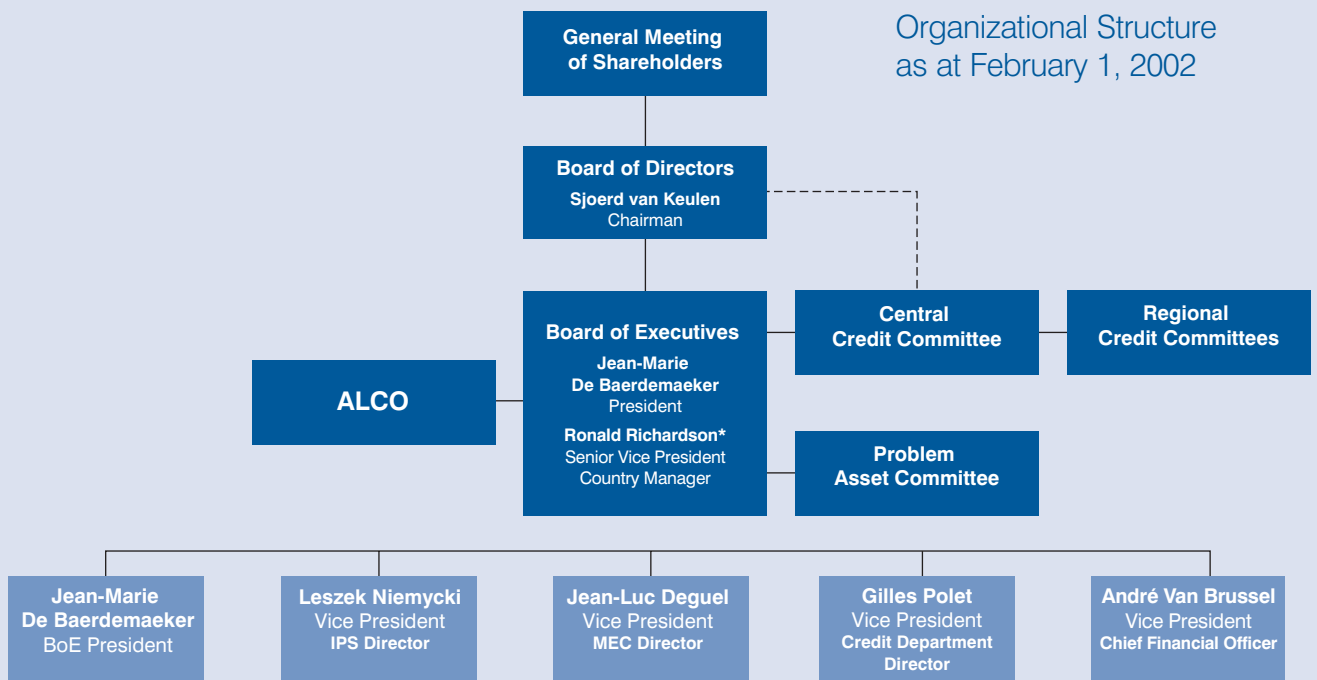 Organizational Structure
as at February 1, 2002
General Meeting
of Shareholders
Board of Directors
Sjoerd van Keulen
Chairman
Board of Executives
Jean-Marie
De Baerdemaeker
President
Ronald Richardson*
Senior Vice President
Country Manager
Central
Credit Committee
Regional
Credit Committees
ALCO
Problem
Asset Committee
Jean-Marie
De Baerdemaeker
BoE President
Leszek Niemycki
Vice President
IPS Director
Jean-Luc Deguel
Vice President
MEC Director
Gilles Polet
Vice President
Credit Department
Director
André Van Brussel
Vice President
Chief Financial Officer